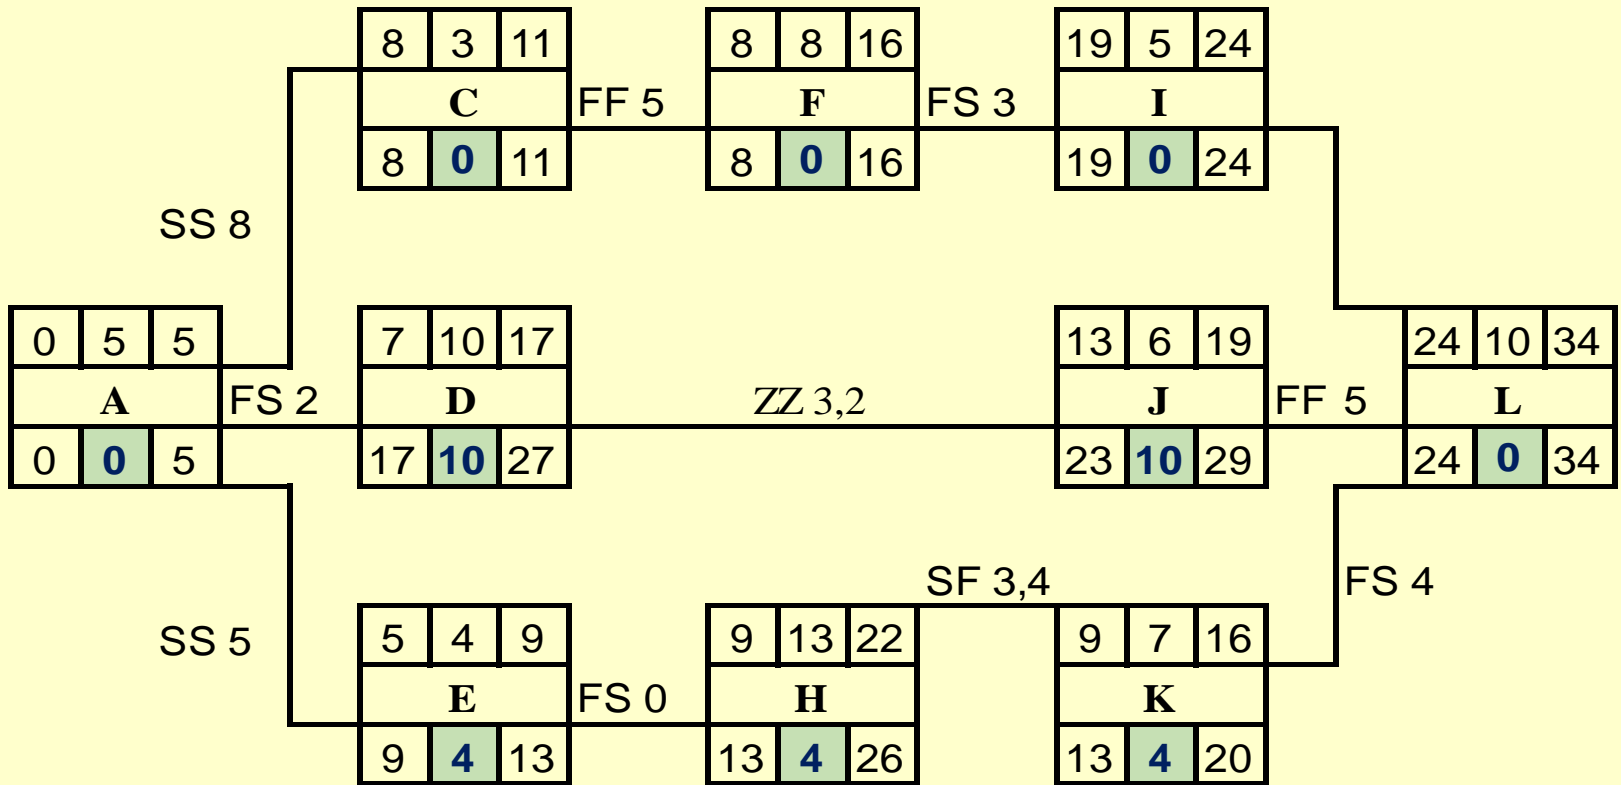 8 3 11 8 8 16 19 5 24
C FF 5 F FS 3 I
8 0 11 8 0 16 19 0 24
SS 8
0 5 5 7 10 17 13 6 19 24 10 34
A FS 2 D ZZ 3,2 J FF 5 L
0 0 5 17 10 27 23 10 29 24 0 34
SF 3,4 FS 4
SS 5 5 4 9 9 13 22 9 7 16
E FS 0 H K
9 4 13 13 4 26 13 4 20